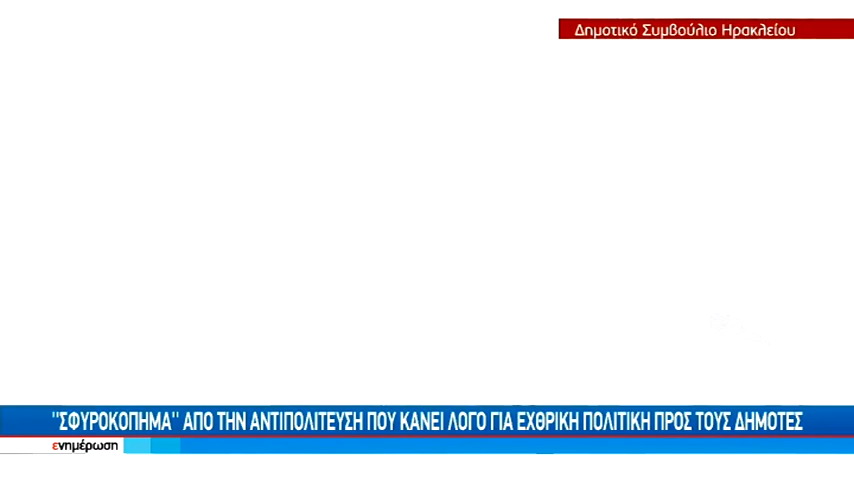 Δημοτικό Συμβούλιο Ηρακλείου
"ΣΦΥΡΟΚΟΠΗΜΑ" ΑΠΟ ΤΗΝ ΑΝΤΙΠΟΛΙΤΕΥΣΗ ΠΟΥ ΚΑΝΕΙ ΛΟΓΟ ΓΙΑ ΕΧΘΡΙΚΗ ΠΟΛΙΤΙΚΗ ΠΡΟΣ ΤΟΥΣ ΔΗΜΟΤΕΣ
ενημέρωση